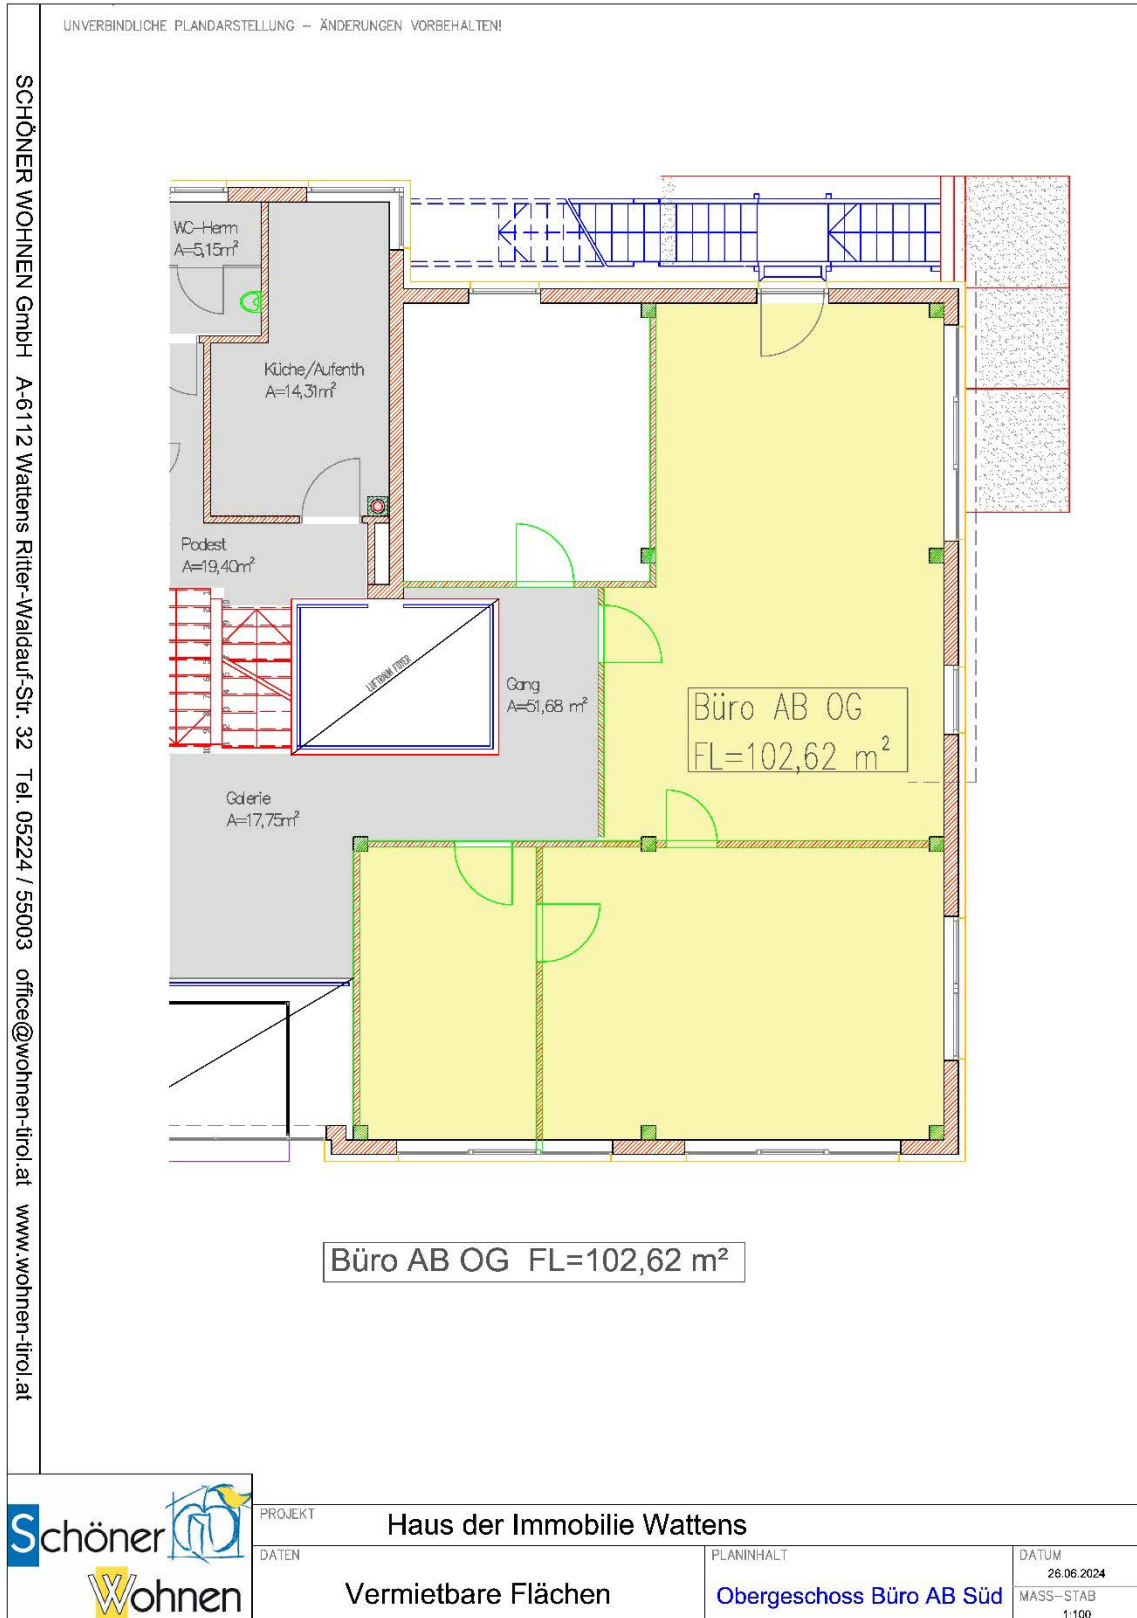 UNVERBINDLICHE PLANDARSTELLUNG – ÄNDERUNGEN VORBEHALTEN!
SCHÖNER WOHNEN GmbH A-6112 Wattens Ritter-Waldauf-Str. 32 Tel. 05224 / 55003 office@wohnen-tirol.at www.wohnen-tirol.at
WC-Herrn
A=5,15m²
Küche/Aufenth
A=14,31m²
Podest
A=19,40m²
LUFTRAUM FOYER
Gang
A=51,68 m²
Büro AB OG
FL=102,62 m²
Galerie
A=17,75m²
Büro AB OG FL=102,62 m²
Schöner
Wohnen
PROJEKT
Haus der Immobilie Wattens
DATEN
Vermietbare Flächen
PLANINHALT
Obergeschoss Büro AB Süd
DATUM
26.06.2024
MASS-STAB
1:100